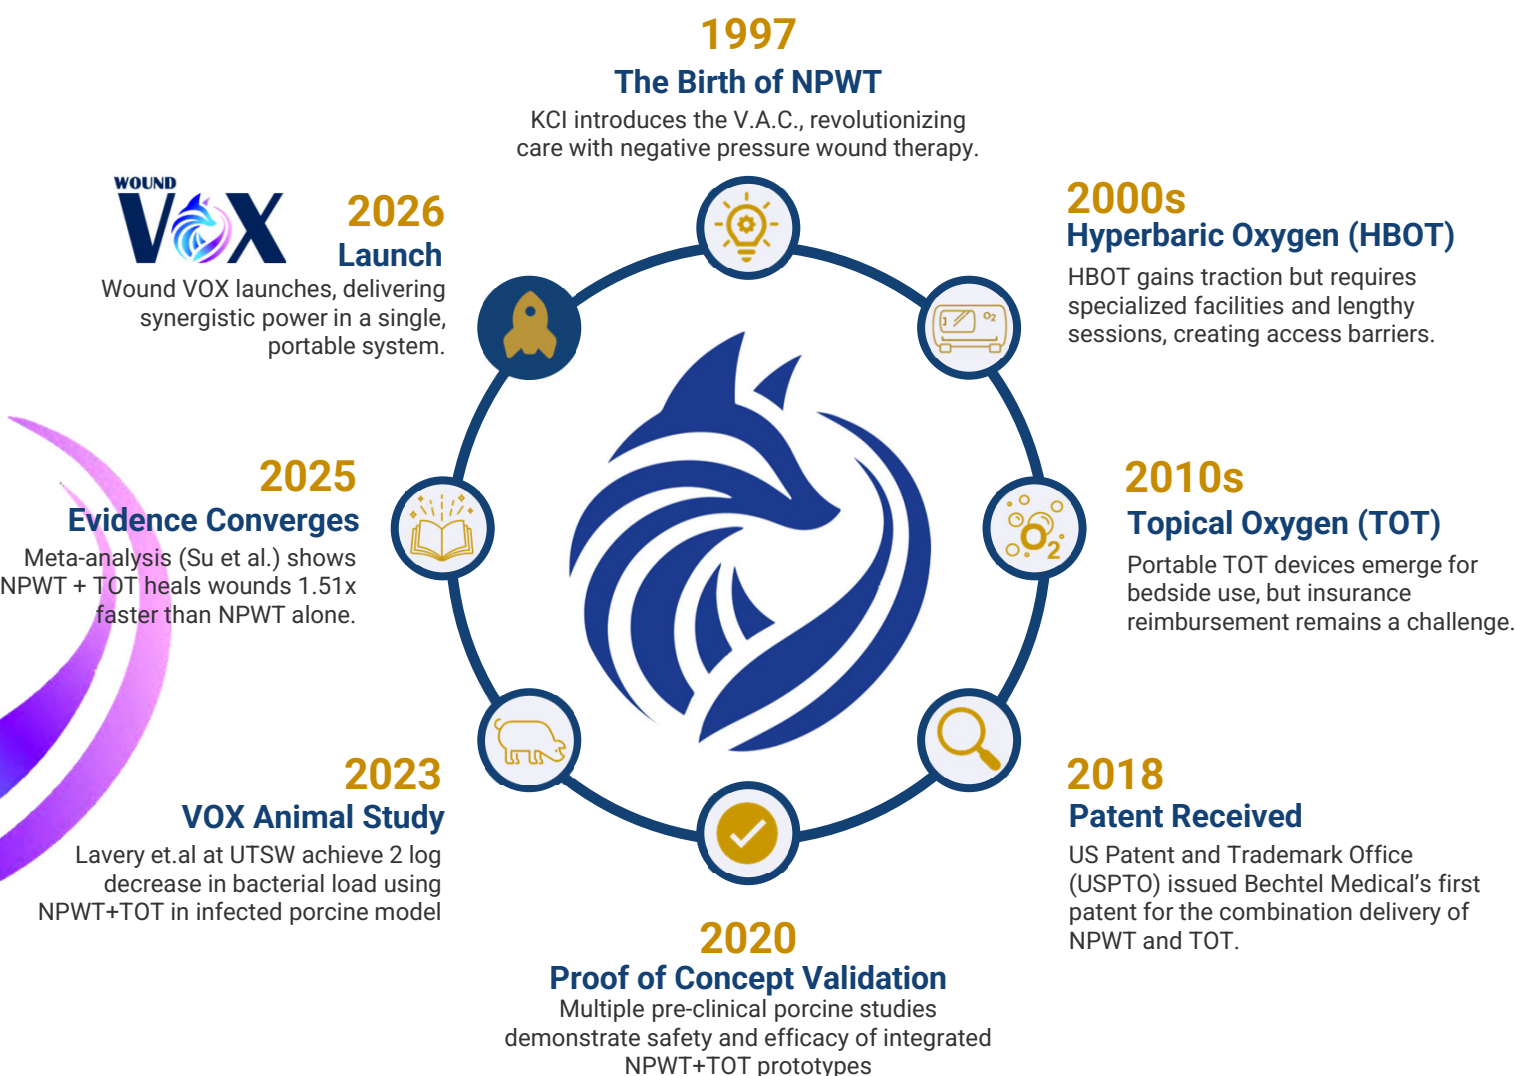 1997
The Birth of NPWT
KCI introduces the V.A.C., revolutionizing
care with negative pressure wound therapy.
2000s
Hyperbaric Oxygen (HBOT)
HBOT gains traction but requires
specialized facilities and lengthy
sessions, creating access barriers.
O2
2010s
Topical Oxygen (TOT)
Portable TOT devices emerge for
bedside use, but insurance
reimbursement remains a challenge.
O2
2018
Patent Received
US Patent and Trademark Office
(USPTO) issued Bechtel Medical’s first
patent for the combination delivery of
NPWT and TOT.
2020
Proof of Concept Validation
Multiple pre-clinical porcine studies
demonstrate safety and efficacy of integrated
NPWT+TOT prototypes
2023
VOX Animal Study
Lavery et.al at UTSW achieve 2 log
decrease in bacterial load using
NPWT+TOT in infected porcine model
2025
Evidence Converges
Meta-analysis (Su et al.) shows
NPWT + TOT heals wounds 1.51x
faster than NPWT alone.
WOUND
VOX
2026
Launch
Wound VOX launches, delivering
synergistic power in a single,
portable system.